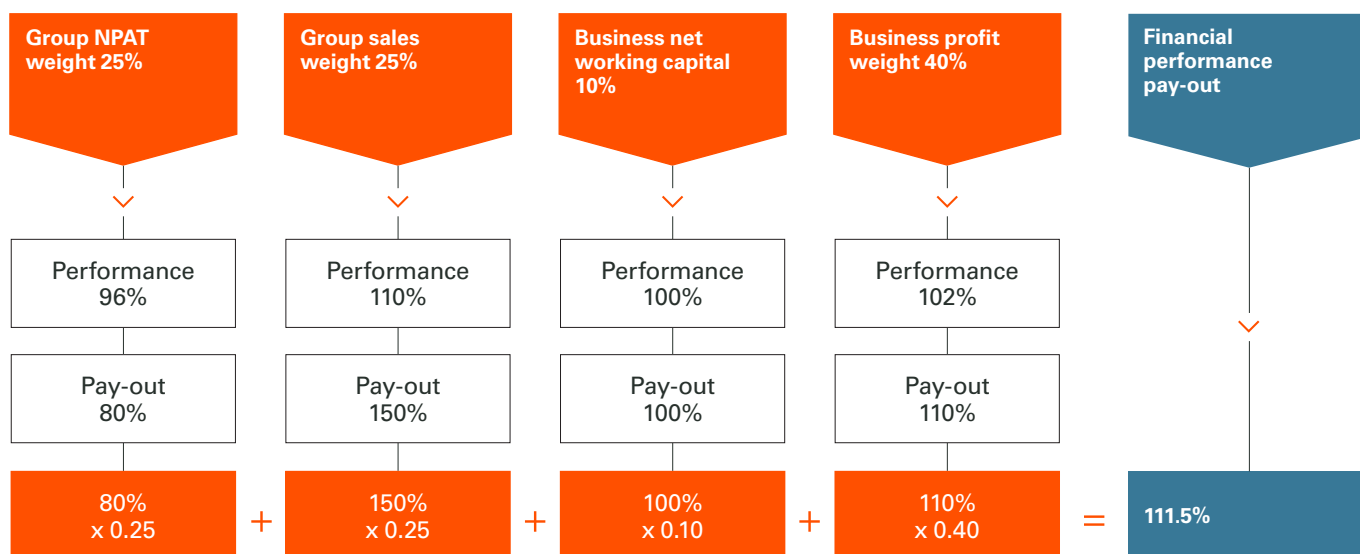 Group NPAT
weight 25%
Group sales
weight 25%
Business net
working capital
10%
Business profit
weight 40%
Financial
performance
pay-out
Performance
96%
Performance
110%
Performance
100%
Performance
102%
Pay-out
80%
Pay-out
150%
Pay-out
100%
Pay-out
110%
80%
x 0.25
+
150%
x 0.25
+
100%
x 0.10
+
110%
x 0.40
=
111.5%